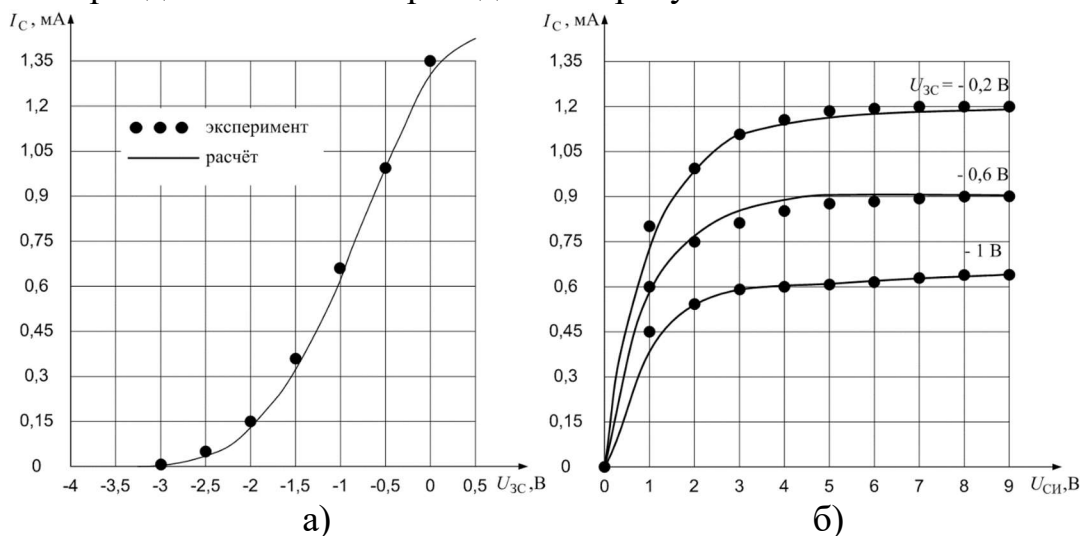 I_C, мА
1,35
1,2
1,05
0,9
0,75
0,6
0,45
0,3
0,15
0
эксперимент
расчёт
-4 -3,5 -3 -2,5 -2 -1,5 -1 -0,5 0 0,5 U_ЗС,В
а)
I_C, мА
1,35
1,2
1,05
0,9
0,75
0,6
0,45
0,3
0,15
0
U_ЗС = - 0,2 В
- 0,6 В
- 1 В
0 1 2 3 4 5 6 7 8 9 U_СИ,В
б)